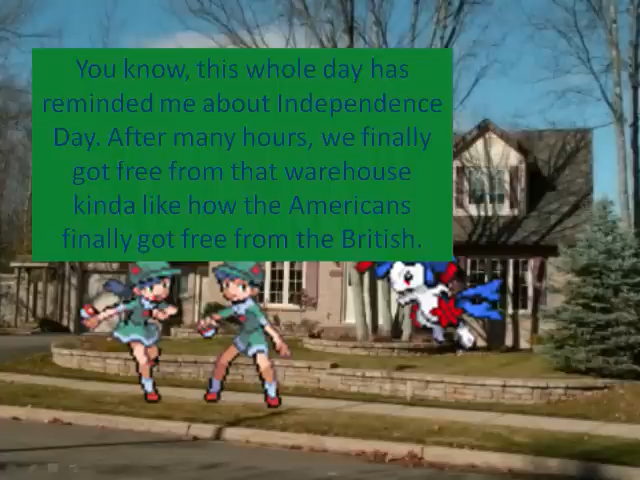 You know, this whole day has
reminded me about Independence
Day. After many hours, we finally
got free from that warehouse
kinda like how the Americans
finally got free from the British.